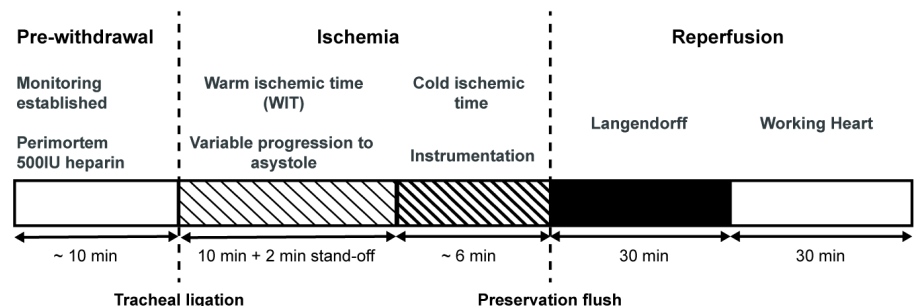 Pre-withdrawal
Ischemia
Reperfusion
Monitoring
established
Warm ischemic time
(WIT)
Cold ischemic
time
Langendorff
Working Heart
Perimortem
500IU heparin
Variable progression to
asystole
Instrumentation
~ 10 min
10 min + 2 min stand-off
~ 6 min
30 min
30 min
Tracheal ligation
Preservation flush